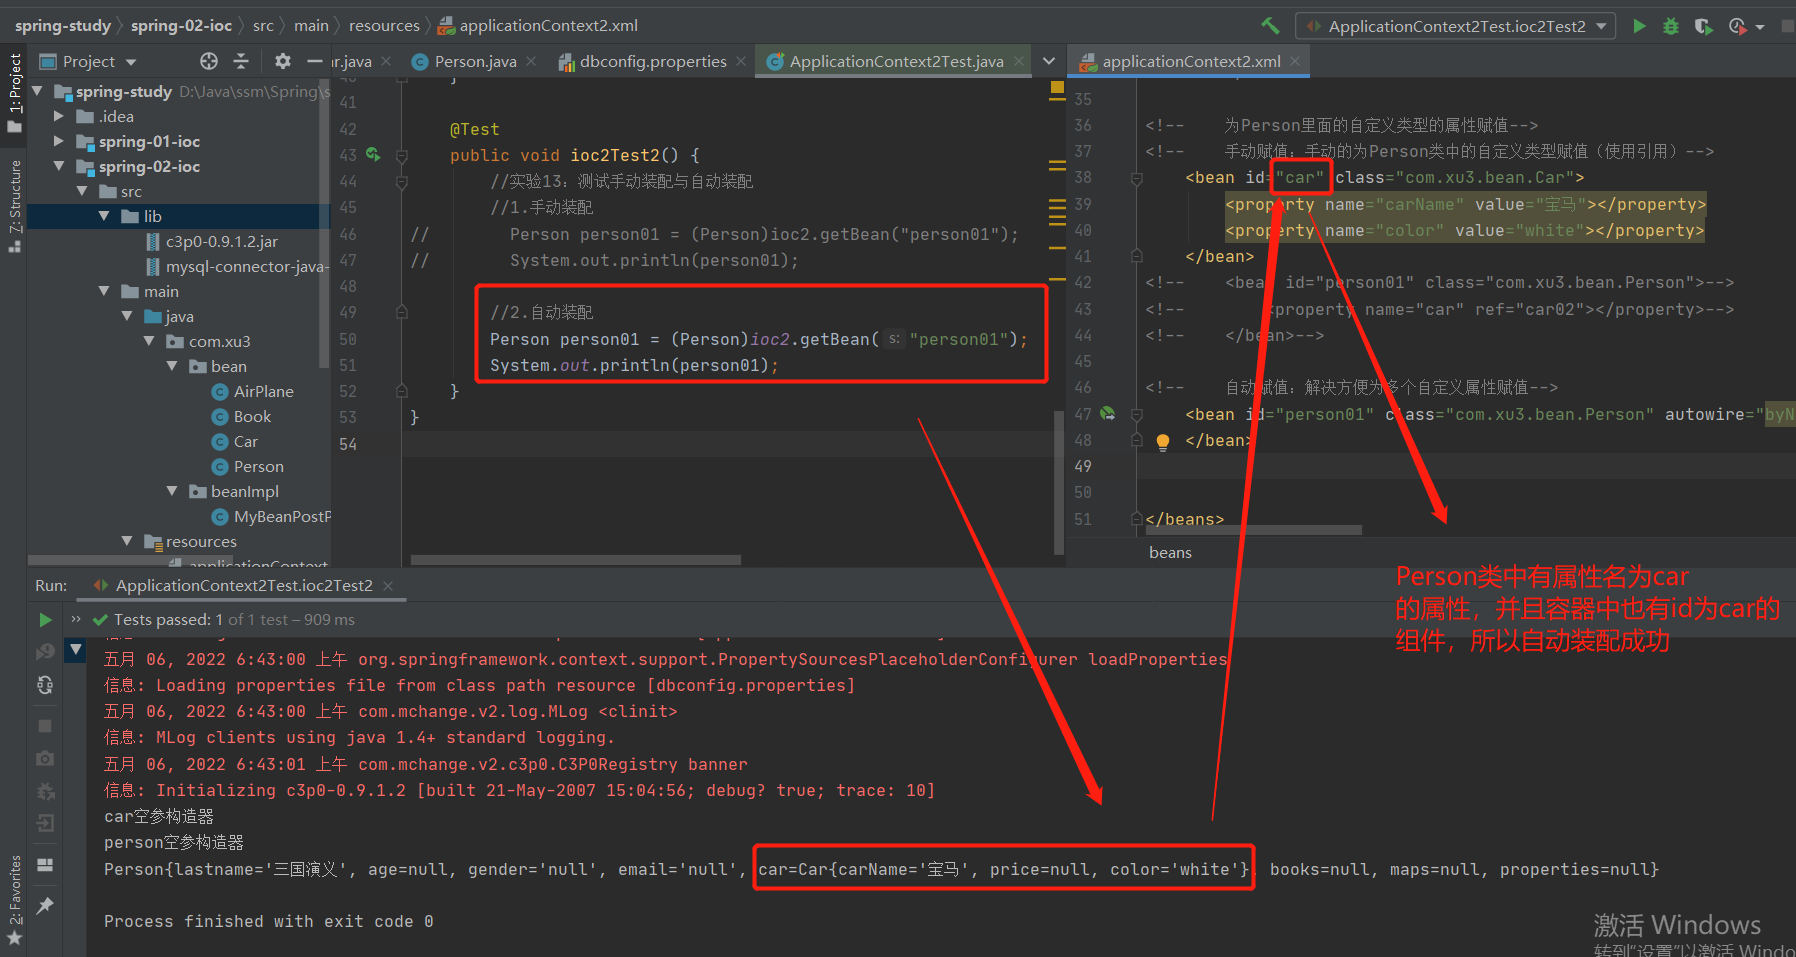 spring-study 〉 spring-02-ioc 〉 src 〉 main 〉 resources 〉 applicationContext2.xml
ApplicationContext2Test.ioc2Test2
Project
r.java
Person.java
dbconfig.properties
ApplicationContext2Test.java
applicationContext2.xml
1: Project
7: Structure
2: Favorites
spring-study D:\Java\ssm\Spring\s
.idea
spring-01-ioc
spring-02-ioc
src
lib
c3p0-0.9.1.2.jar
mysql-connector-java-
main
java
com.xu3
bean
AirPlane
Book
Car
Person
beanImpl
MyBeanPostP
resources
applicationContext
40 }
41
42 @Test
43 public void ioc2Test2() {
44 //实验13：测试手动装配与自动装配
45 //1.手动装配
46 // Person person01 = (Person)ioc2.getBean("person01");
47 // System.out.println(person01);
48
49 //2.自动装配
50 Person person01 = (Person)ioc2.getBean( s: "person01");
51 System.out.println(person01);
52 }
53 }
54
35
36 <!-- 为Person里面的自定义类型的属性赋值-->
37 <!-- 手动赋值：手动的为Person类中的自定义类型赋值（使用引用）-->
38 <bean id="car" class="com.xu3.bean.Car">
39 <property name="carName" value="宝马"></property>
40 <property name="color" value="white"></property>
41 </bean>
42 <!-- <bean id="person01" class="com.xu3.bean.Person">-->
43 <!-- <property name="car" ref="car02"></property>-->
44 <!-- </bean>-->
45
46 <!-- 自动赋值：解决方便为多个自定义属性赋值-->
47 <bean id="person01" class="com.xu3.bean.Person" autowire="byN
48 </bean>
49
50
51 </beans>
beans
Person类中有属性名为car
的属性，并且容器中也有id为car的
组件，所以自动装配成功
Run: ApplicationContext2Test.ioc2Test2
Tests passed: 1 of 1 test – 909 ms
五月 06, 2022 6:43:00 上午 org.springframework.context.support.PropertySourcesPlaceholderConfigurer loadProperties
信息: Loading properties file from class path resource [dbconfig.properties]
五月 06, 2022 6:43:00 上午 com.mchange.v2.log.MLog <clinit>
信息: MLog clients using java 1.4+ standard logging.
五月 06, 2022 6:43:01 上午 com.mchange.v2.c3p0.C3P0Registry banner
信息: Initializing c3p0-0.9.1.2 [built 21-May-2007 15:04:56; debug? true; trace: 10]
car空参构造器
person空参构造器
Person{lastname='三国演义', age=null, gender='null', email='null', car=Car{carName='宝马', price=null, color='white'}, books=null, maps=null, properties=null}
Process finished with exit code 0
激活 Windows
转到"设置"以激活 Windo